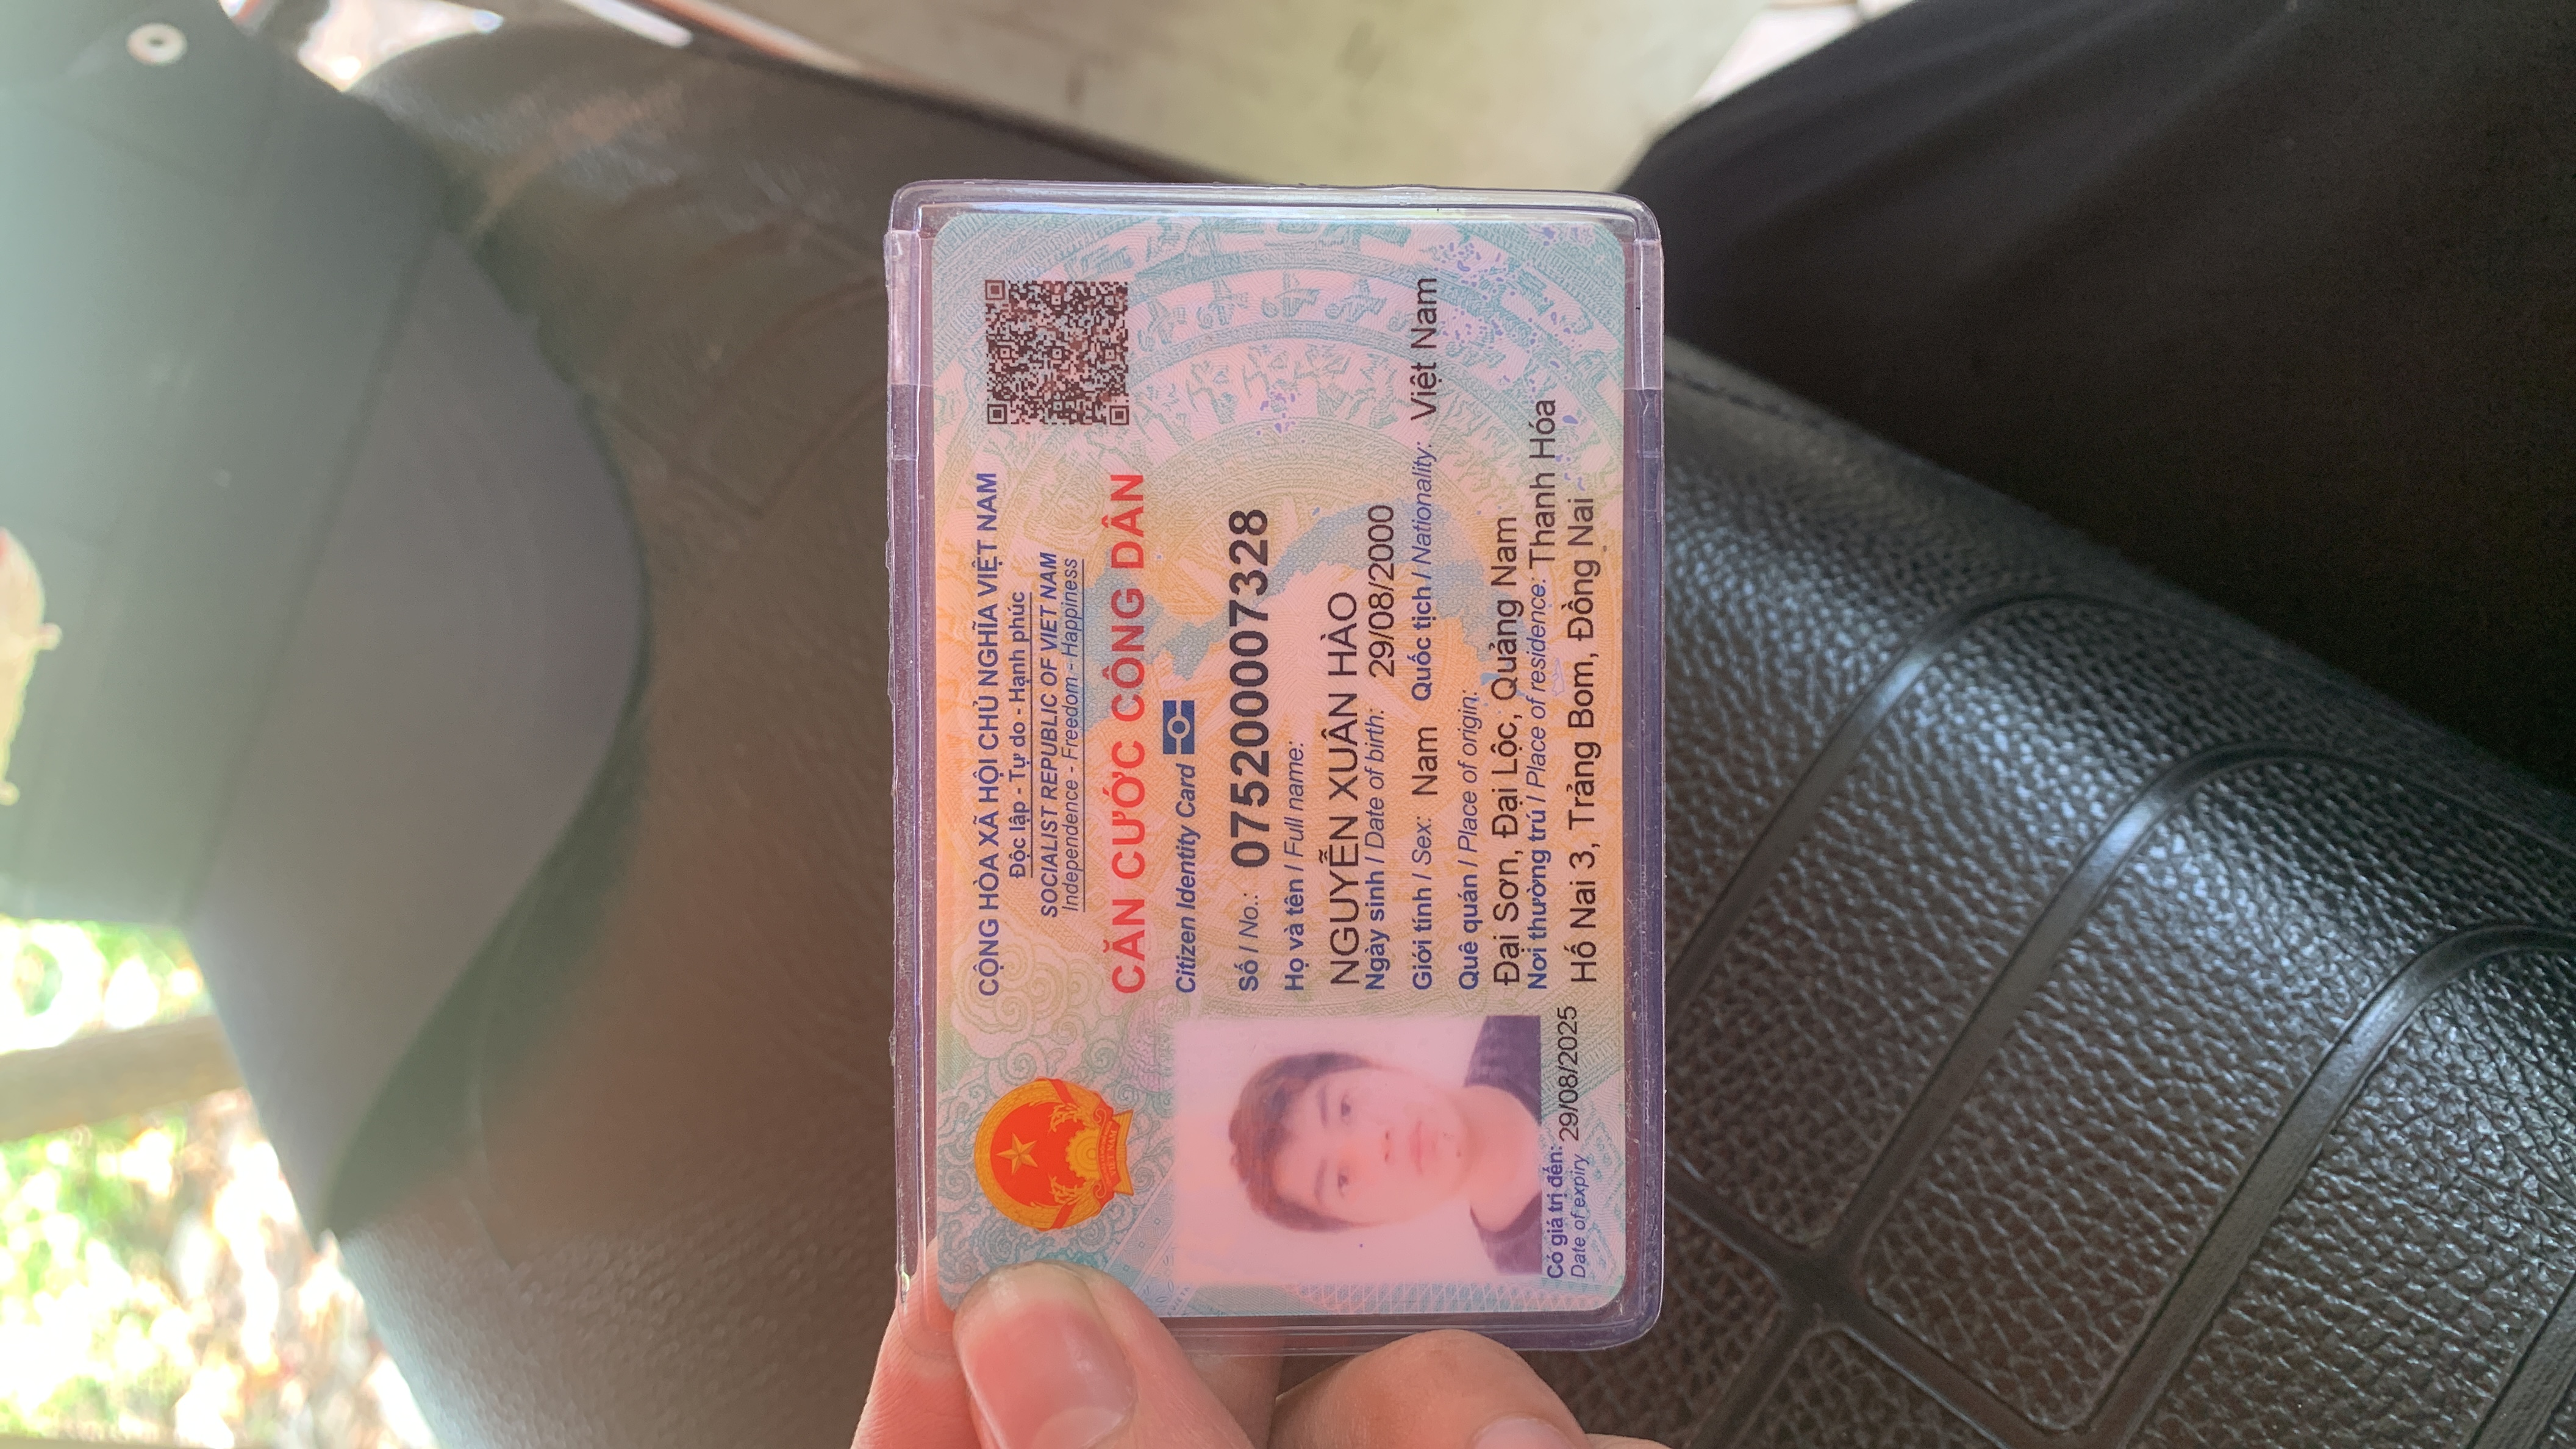 CỘNG HÒA XÃ HỘI CHỦ NGHĨA VIỆT NAM
Độc lập - Tự do - Hạnh phúc
SOCIALIST REPUBLIC OF VIET NAM
Independence - Freedom - Happiness
CĂN CƯỚC CÔNG DÂN
Citizen Identity Card
Số / No.: 075200007328
Họ và tên / Full name:
NGUYỄN XUÂN HÀO
Ngày sinh / Date of birth: 29/08/2000
Giới tính / Sex: Nam Quốc tịch / Nationality: Việt Nam
Quê quán / Place of origin:
Đại Sơn, Đại Lộc, Quảng Nam
Nơi thường trú / Place of residence: Thanh Hóa
Hố Nai 3, Trảng Bom, Đồng Nai
Có giá trị đến: 29/08/2025
Date of expiry
VIỆT NAM